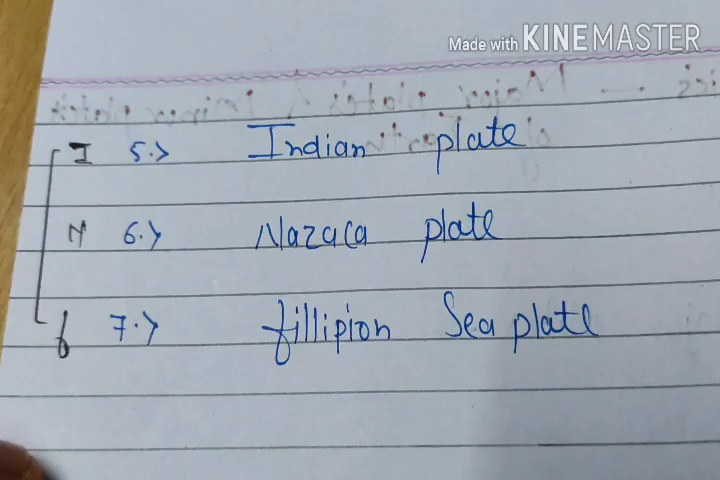 Made with KINEMASTER
I 5.> Indian plate
N 6.> Nazaca plate
f 7.> fillipion Sea plate